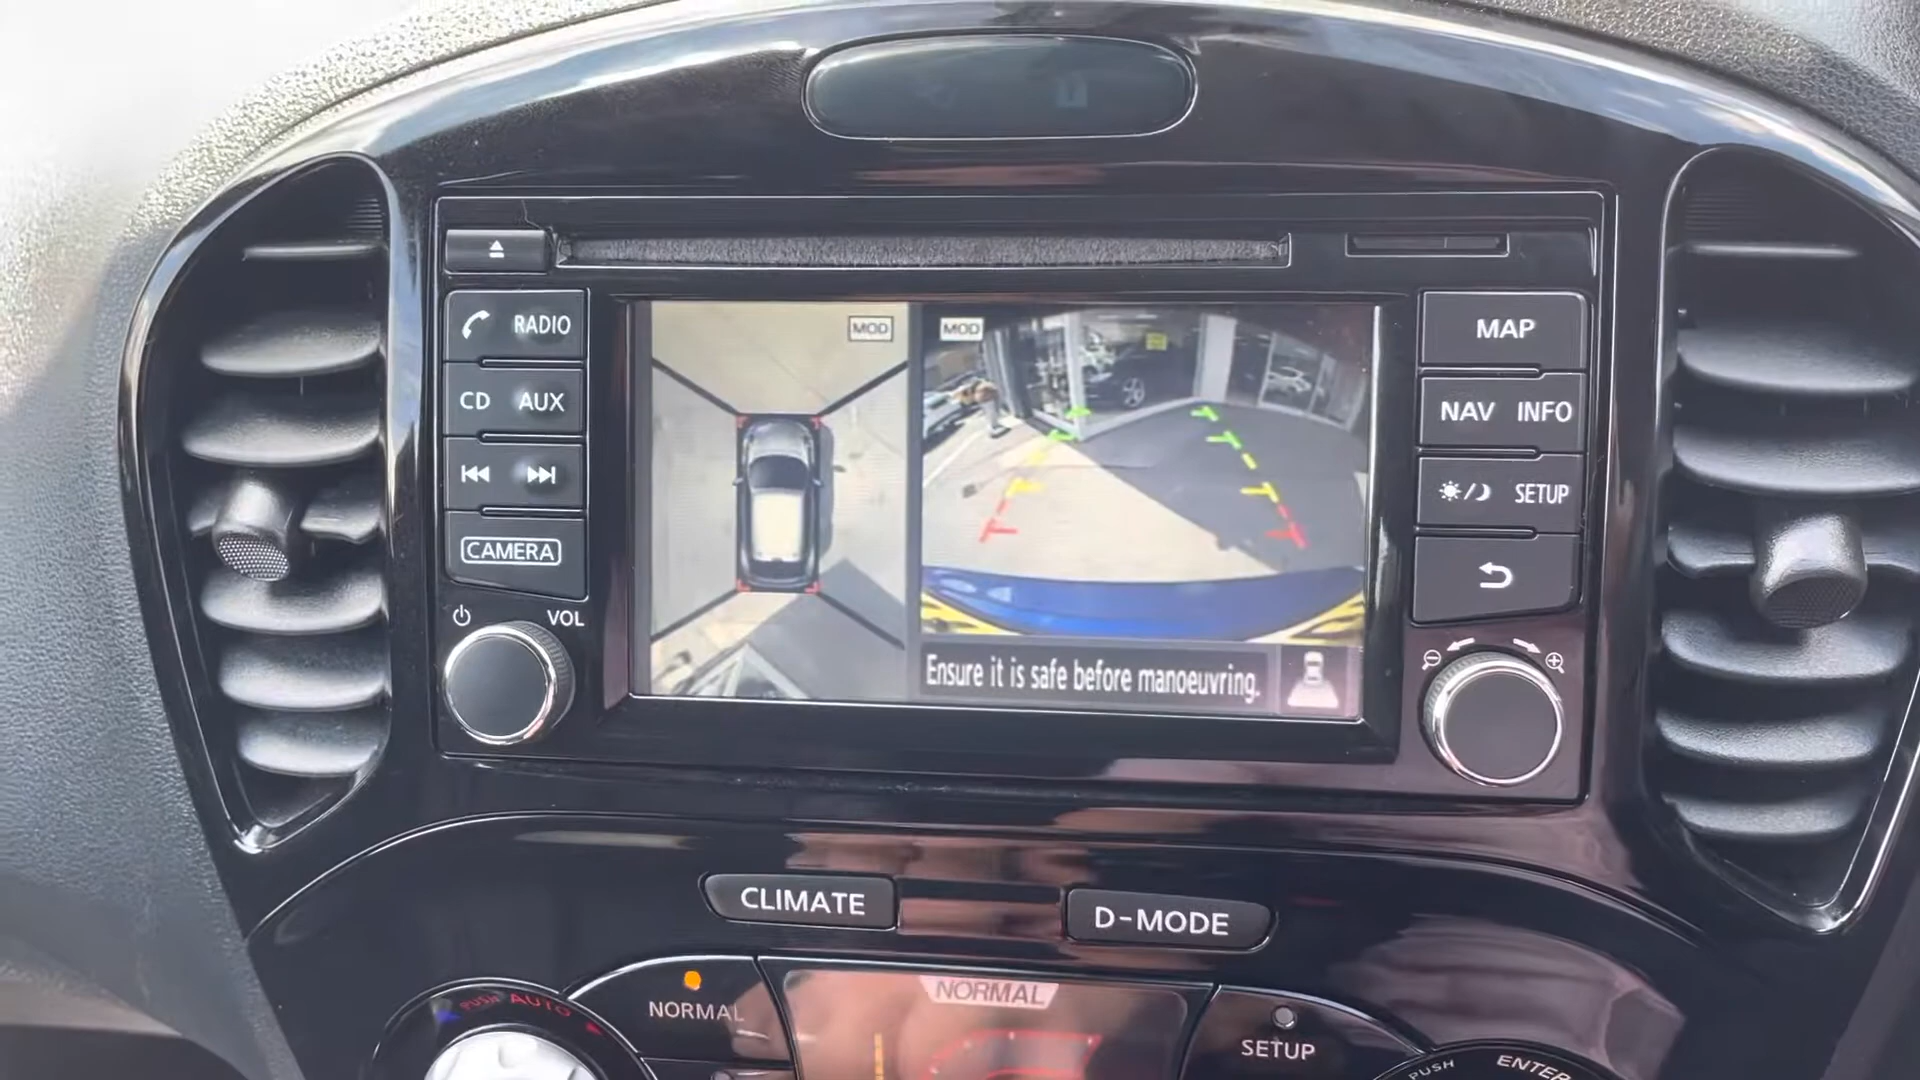 RADIO
CD AUX
CAMERA
VOL
MOD
MOD
Ensure it is safe before manoeuvring.
MAP
NAV INFO
SETUP
CLIMATE
D-MODE
PUSH AUTO
NORMAL
NORMAL
SETUP
PUSH
ENTER